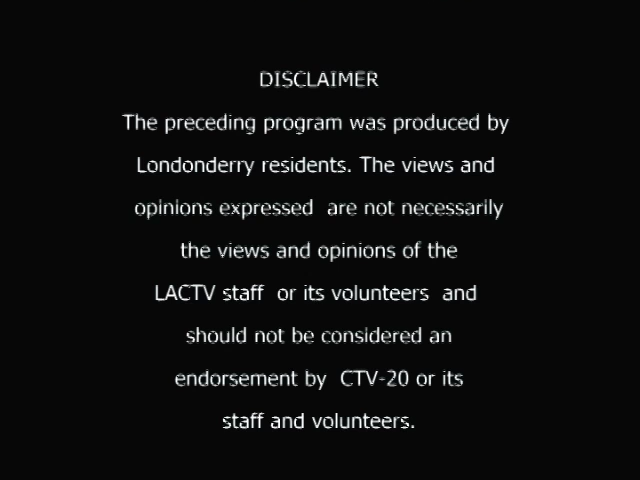 DISCLAIMER
The preceding program was produced by
Londonderry residents. The views and
opinions expressed  are not necessarily
the views and opinions of the
LACTV staff  or its volunteers  and
should not be considered an
endorsement by  CTV-20 or its
staff and volunteers.